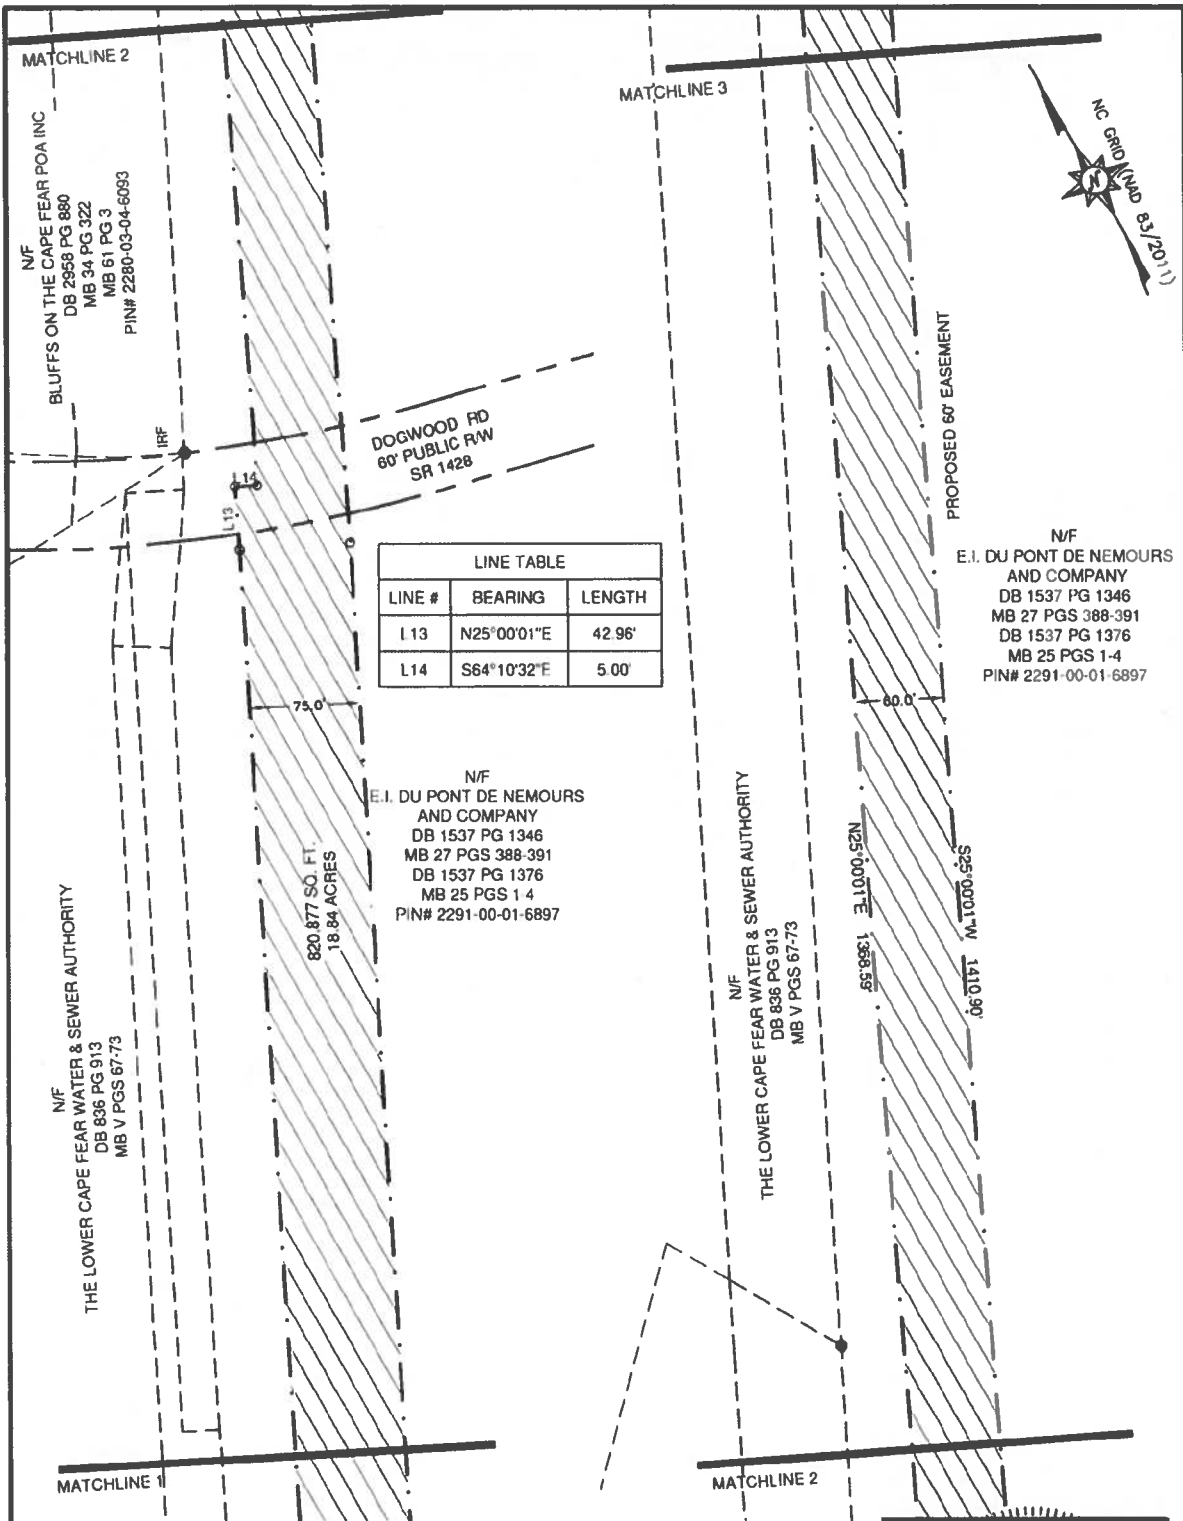 MATCHLINE 2
N/F
BLUFFS ON THE CAPE FEAR POA INC
DB 2958 PG 880
MB 34 PG 322
MB 61 PG 3
PIN# 2280-03-04-6093
IRF
DOGWOOD RD
60' PUBLIC R/W
SR 1428
L14
L13
LINE TABLE
LINE # BEARING LENGTH
L13 N25°00'01"E 42.96'
L14 S64°10'32"E 5.00'
75.0'
N/F
E.I. DU PONT DE NEMOURS
AND COMPANY
DB 1537 PG 1346
MB 27 PGS 388-391
DB 1537 PG 1376
MB 25 PGS 1-4
PIN# 2291-00-01-6897
820,877 SQ. FT.
18.84 ACRES
N/F
THE LOWER CAPE FEAR WATER & SEWER AUTHORITY
DB 836 PG 913
MB V PGS 67-73
MATCHLINE 1
MATCHLINE 3
NC GRID (NAD 83/2011)
N
PROPOSED 60' EASEMENT
N/F
E.I. DU PONT DE NEMOURS
AND COMPANY
DB 1537 PG 1346
MB 27 PGS 388-391
DB 1537 PG 1376
MB 25 PGS 1-4
PIN# 2291-00-01-6897
60.0'
N25°00'01"E 1368.59'
S25°00'01"W 1410.90'
N/F
THE LOWER CAPE FEAR WATER & SEWER AUTHORITY
DB 836 PG 913
MB V PGS 67-73
MATCHLINE 2